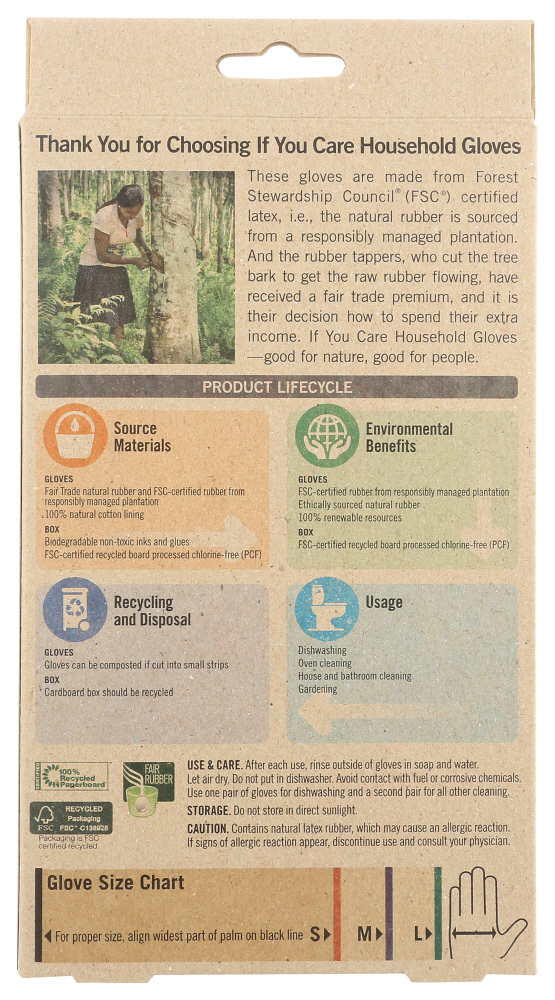 Thank You for Choosing If You Care Household Gloves
These gloves are made from Forest
Stewardship Council® (FSC®) certified
latex, i.e., the natural rubber is sourced
from a responsibly managed plantation.
And the rubber tappers, who cut the tree
bark to get the raw rubber flowing, have
received a fair trade premium, and it is
their decision how to spend their extra
income. If You Care Household Gloves
—good for nature, good for people.
PRODUCT LIFECYCLE
Source
Materials
GLOVES
Fair Trade natural rubber and FSC-certified rubber from
responsibly managed plantation
100% natural cotton lining
BOX
Biodegradable non-toxic inks and glues
FSC-certified recycled board processed chlorine-free (PCF)
Environmental
Benefits
GLOVES
FSC-certified rubber from responsibly managed plantation
Ethically sourced natural rubber
100% renewable resources
BOX
FSC-certified recycled board processed chlorine-free (PCF)
Recycling
and Disposal
GLOVES
Gloves can be composted if cut into small strips
BOX
Cardboard box should be recycled
Usage
Dishwashing
Oven cleaning
House and bathroom cleaning
Gardening
CERTIFIED
100%
Recycled
Paperboard
FAIR
RUBBER
FSC
RECYCLED
Packaging
FSC® C138926
Packaging is FSC
certified recycled.
USE & CARE. After each use, rinse outside of gloves in soap and water.
Let air dry. Do not put in dishwasher. Avoid contact with fuel or corrosive chemicals.
Use one pair of gloves for dishwashing and a second pair for all other cleaning.
STORAGE. Do not store in direct sunlight.
CAUTION. Contains natural latex rubber, which may cause an allergic reaction.
If signs of allergic reaction appear, discontinue use and consult your physician.
Glove Size Chart
For proper size, align widest part of palm on black line
S
M
L